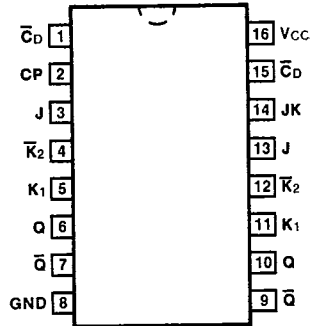 C̅D 1 16 VCC
CP 2 15 C̅D
J 3 14 JK
K̅2 4 13 J
K1 5 12 K̅2
Q 6 11 K1
Q̅ 7 10 Q
GND 8 9 Q̅